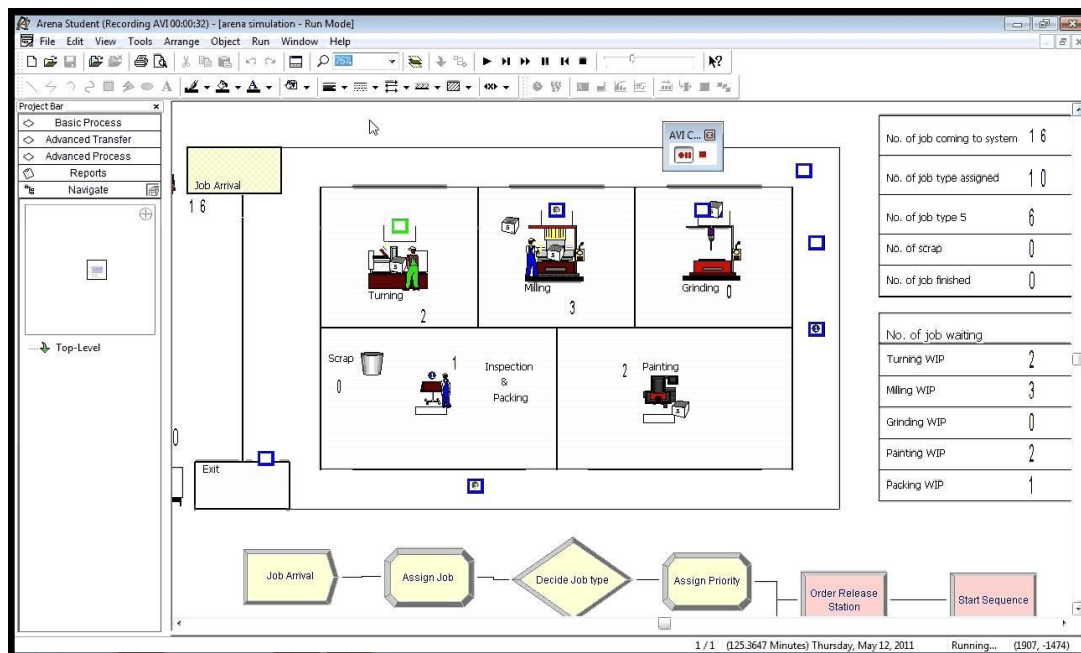 Arena Student (Recording AVI 00:00:32) - [arena simulation - Run Mode]
File Edit View Tools Arrange Object Run Window Help
75%
Project Bar
Basic Process
Advanced Transfer
Advanced Process
Reports
Navigate
Top-Level
AVI C...
Job Arrival
16
Turning
2
Milling
3
Grinding
0
Scrap
0
1
Inspection
&
Packing
2
Painting
0
Exit
No. of job coming to system 16
No. of job type assigned 10
No. of job type 5 6
No. of scrap 0
No. of job finished 0
No. of job waiting
Turning WIP 2
Milling WIP 3
Grinding WIP 0
Painting WIP 2
Packing WIP 1
Job Arrival
Assign Job
Decide Job type
Assign Priority
Order Release
Station
Start Sequence
1 / 1 (125.3647 Minutes) Thursday, May 12, 2011 Running... (1907, -1474)